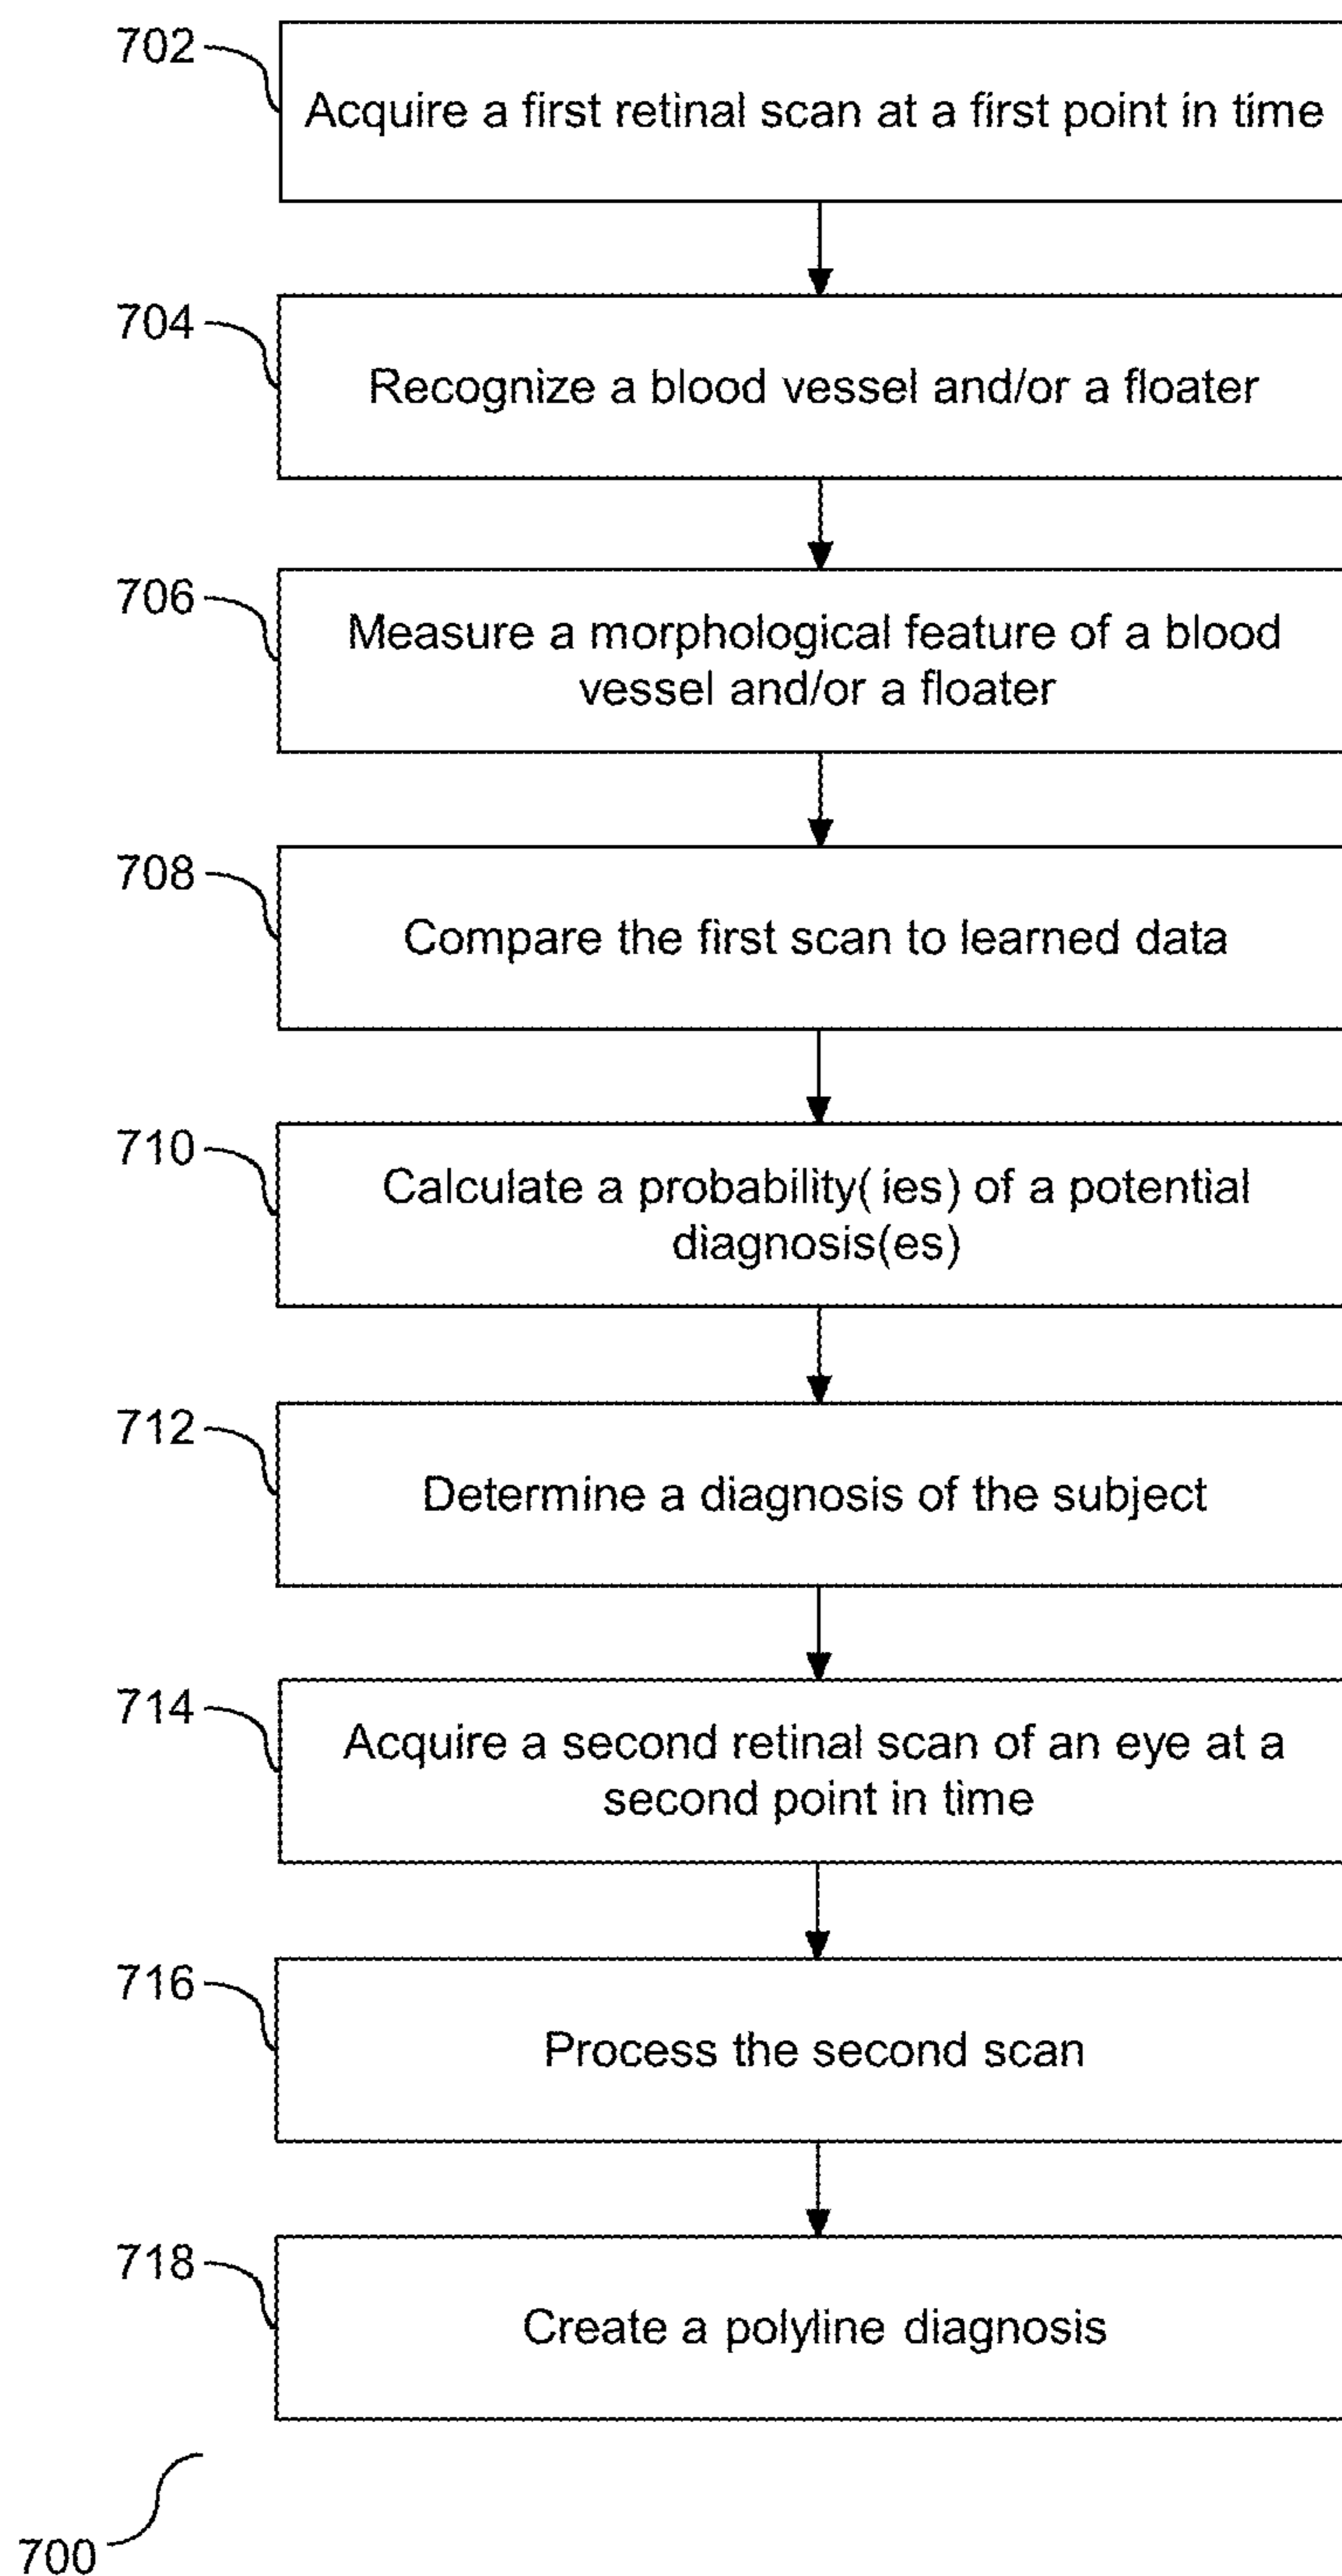 702
Acquire a first retinal scan at a first point in time
704
Recognize a blood vessel and/or a floater
706
Measure a morphological feature of a blood
vessel and/or a floater
708
Compare the first scan to learned data
710
Calculate a probability(ies) of a potential
diagnosis(es)
712
Determine a diagnosis of the subject
714
Acquire a second retinal scan of an eye at a
second point in time
716
Process the second scan
718
Create a polyline diagnosis
700